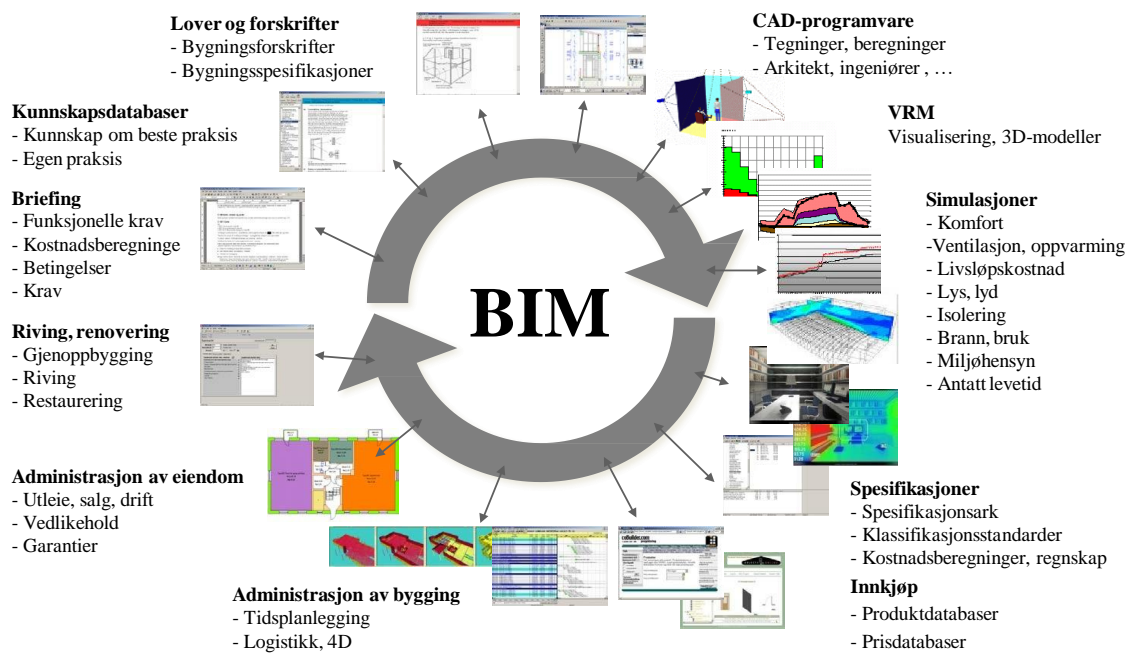 Lover og forskrifter
- Bygningsforskrifter
- Bygningsspesifikasjoner
CAD-programvare
- Tegninger, beregninger
- Arkitekt, ingeniører , …
Kunnskapsdatabaser
- Kunnskap om beste praksis
- Egen praksis
VRM
Visualisering, 3D-modeller
Briefing
- Funksjonelle krav
- Kostnadsberegninge
- Betingelser
- Krav
Simulasjoner
- Komfort
-Ventilasjon, oppvarming
- Livsløpskostnad
- Lys, lyd
- Isolering
- Brann, bruk
- Miljøhensyn
- Antatt levetid
BIM
Riving, renovering
- Gjenoppbygging
- Riving
- Restaurering
Administrasjon av eiendom
- Utleie, salg, drift
- Vedlikehold
- Garantier
Spesifikasjoner
- Spesifikasjonsark
- Klassifikasjonsstandarder
- Kostnadsberegninger, regnskap
Innkjøp
- Produktdatabaser
- Prisdatabaser
Administrasjon av bygging
- Tidsplanlegging
- Logistikk, 4D